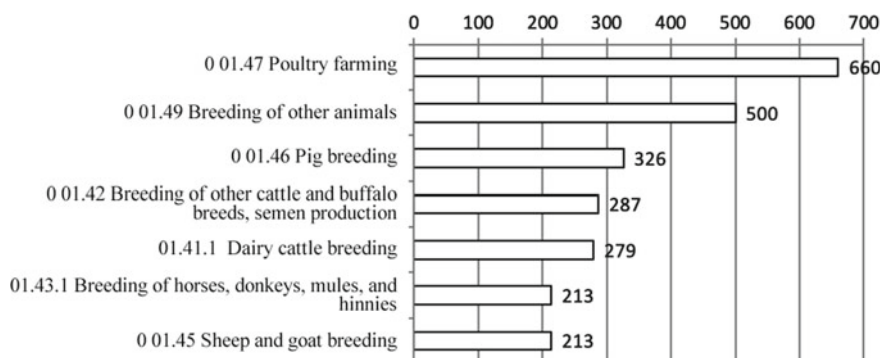 0 100 200 300 400 500 600 700
0 01.47 Poultry farming 660
0 01.49 Breeding of other animals 500
0 01.46 Pig breeding 326
0 01.42 Breeding of other cattle and buffalo
breeds, semen production 287
01.41.1 Dairy cattle breeding 279
01.43.1 Breeding of horses, donkeys, mules, and
hinnies 213
0 01.45 Sheep and goat breeding 213